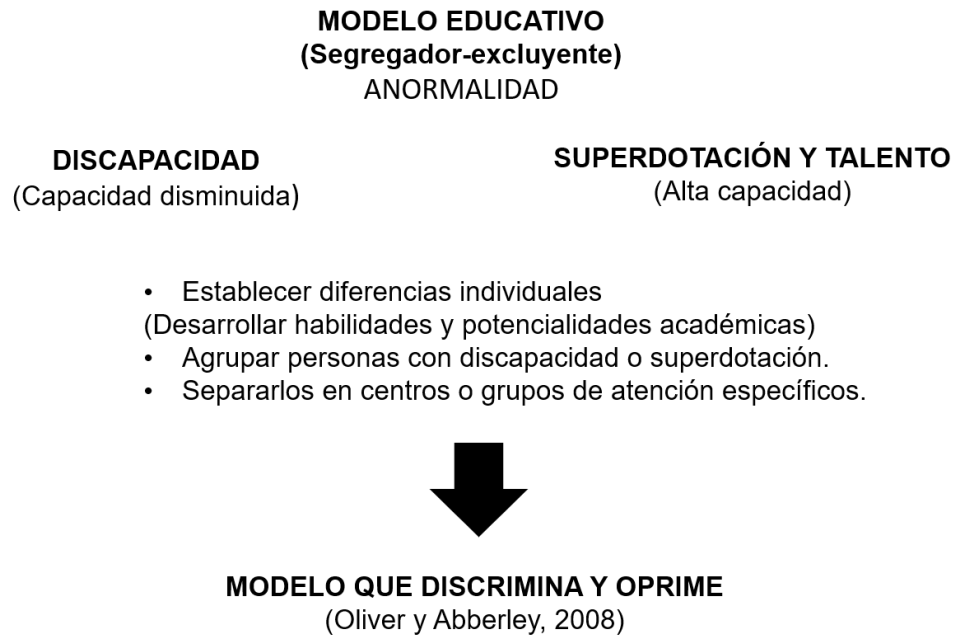 MODELO EDUCATIVO
(Segregador-excluyente)
ANORMALIDAD
DISCAPACIDAD
(Capacidad disminuida)
SUPERDOTACIÓN Y TALENTO
(Alta capacidad)
• Establecer diferencias individuales
(Desarrollar habilidades y potencialidades académicas)
• Agrupar personas con discapacidad o superdotación.
• Separarlos en centros o grupos de atención específicos.
MODELO QUE DISCRIMINA Y OPRIME
(Oliver y Abberley, 2008)